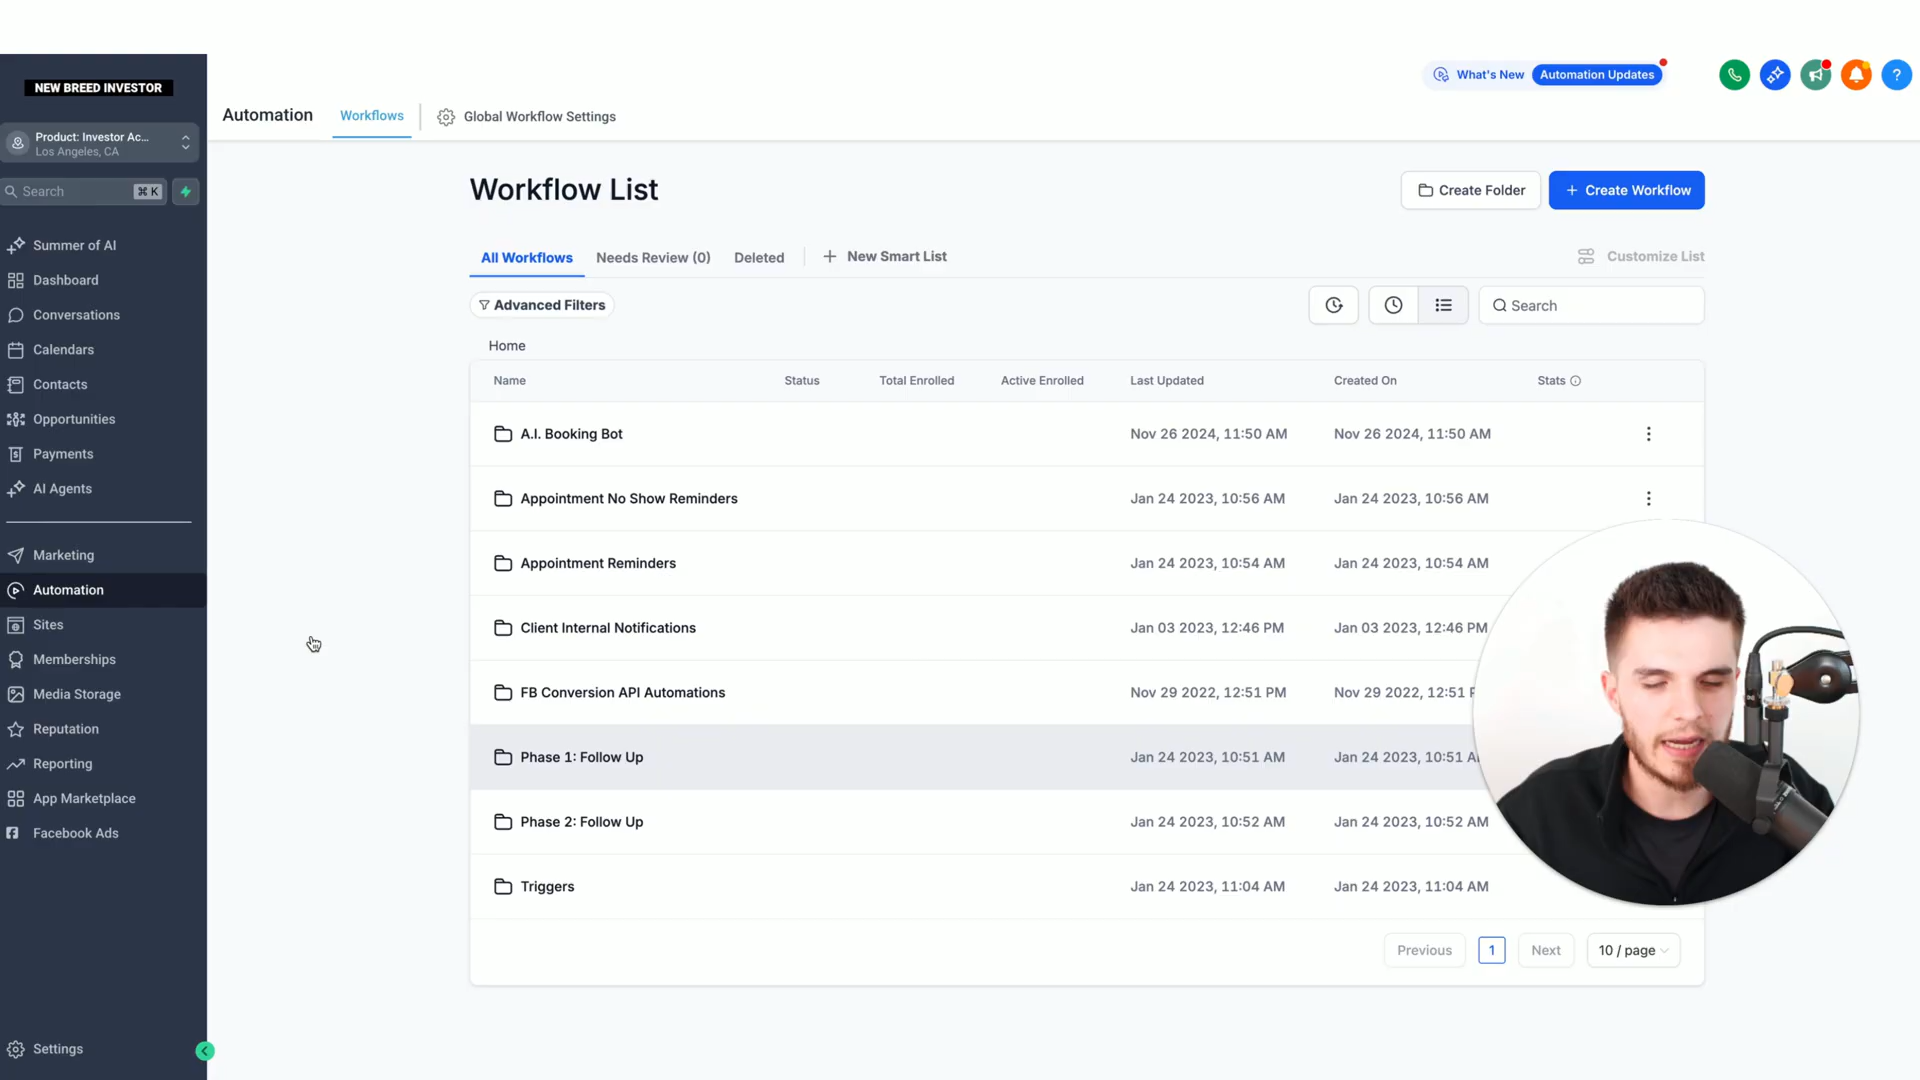 NEW BREED INVESTOR
Product: Investor Ac...
Los Angeles, CA
Search ⌘ K
Summer of AI
Dashboard
Conversations
Calendars
Contacts
Opportunities
Payments
AI Agents
Marketing
Automation
Sites
Memberships
Media Storage
Reputation
Reporting
App Marketplace
Facebook Ads
Settings
What's New Automation Updates
Automation Workflows Global Workflow Settings
Workflow List
Create Folder
+ Create Workflow
All Workflows Needs Review (0) Deleted + New Smart List Customize List
Advanced Filters
Search
Home
Name Status Total Enrolled Active Enrolled Last Updated Created On Stats
A.I. Booking Bot Nov 26 2024, 11:50 AM Nov 26 2024, 11:50 AM
Appointment No Show Reminders Jan 24 2023, 10:56 AM Jan 24 2023, 10:56 AM
Appointment Reminders Jan 24 2023, 10:54 AM Jan 24 2023, 10:54 AM
Client Internal Notifications Jan 03 2023, 12:46 PM Jan 03 2023, 12:46 PM
FB Conversion API Automations Nov 29 2022, 12:51 PM Nov 29 2022, 12:51
Phase 1: Follow Up Jan 24 2023, 10:51 AM Jan 24 2023, 10:51
Phase 2: Follow Up Jan 24 2023, 10:52 AM Jan 24 2023, 10:52 AM
Triggers Jan 24 2023, 11:04 AM Jan 24 2023, 11:04 AM
Previous 1 Next 10 / page